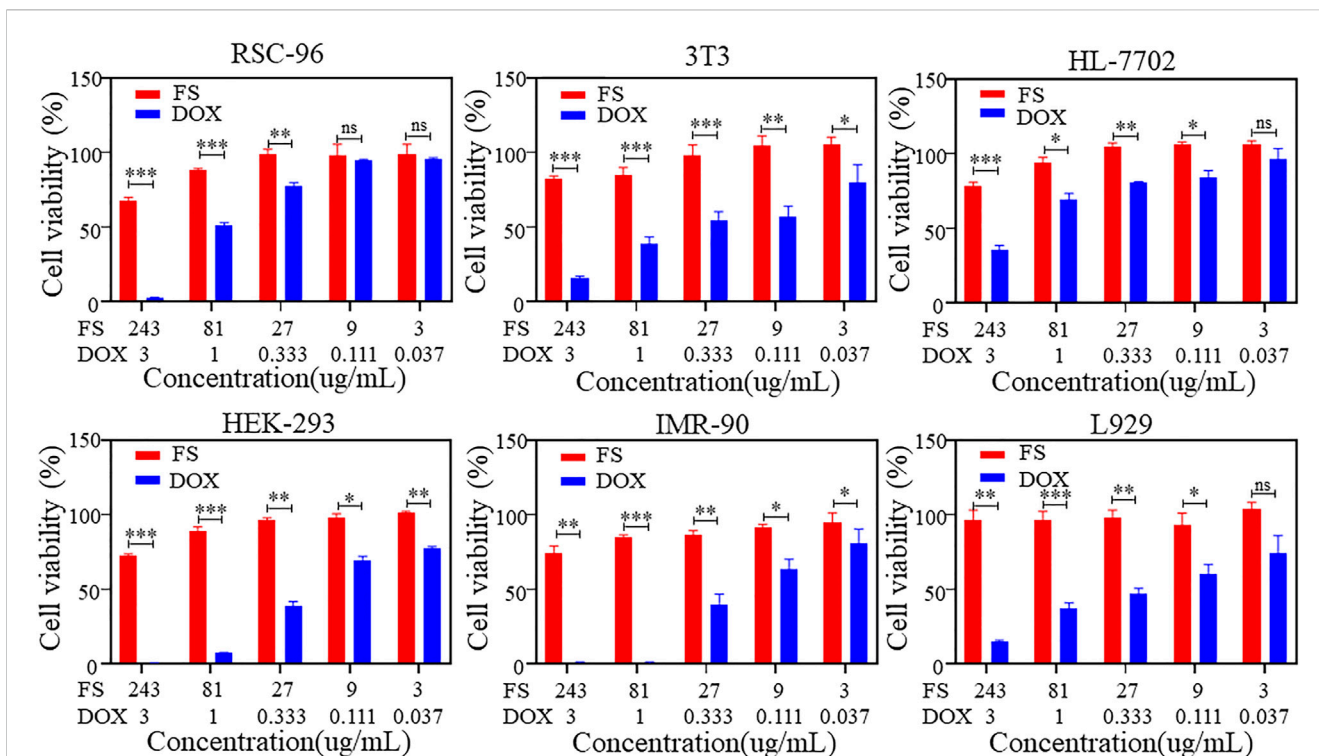 RSC-96
150
100
50
0
Cell viability (%)
FS
DOX
***
***
**
ns
ns
FS 243 81 27 9 3
DOX 3 1 0.333 0.111 0.037
Concentration(ug/mL)
3T3
150
100
50
0
Cell viability (%)
FS
DOX
***
***
***
**
*
FS 243 81 27 9 3
DOX 3 1 0.333 0.111 0.037
Concentration(ug/mL)
HL-7702
150
100
50
0
Cell viability (%)
FS
DOX
***
*
**
*
ns
FS 243 81 27 9 3
DOX 3 1 0.333 0.111 0.037
Concentration(ug/mL)
HEK-293
150
100
50
0
Cell viability (%)
FS
DOX
***
***
**
*
**
FS 243 81 27 9 3
DOX 3 1 0.333 0.111 0.037
Concentration(ug/mL)
IMR-90
150
100
50
0
Cell viability (%)
FS
DOX
**
***
**
*
*
FS 243 81 27 9 3
DOX 3 1 0.333 0.111 0.037
Concentration(ug/mL)
L929
150
100
50
0
Cell viability (%)
FS
DOX
**
***
**
*
ns
FS 243 81 27 9 3
DOX 3 1 0.333 0.111 0.037
Concentration(ug/mL)